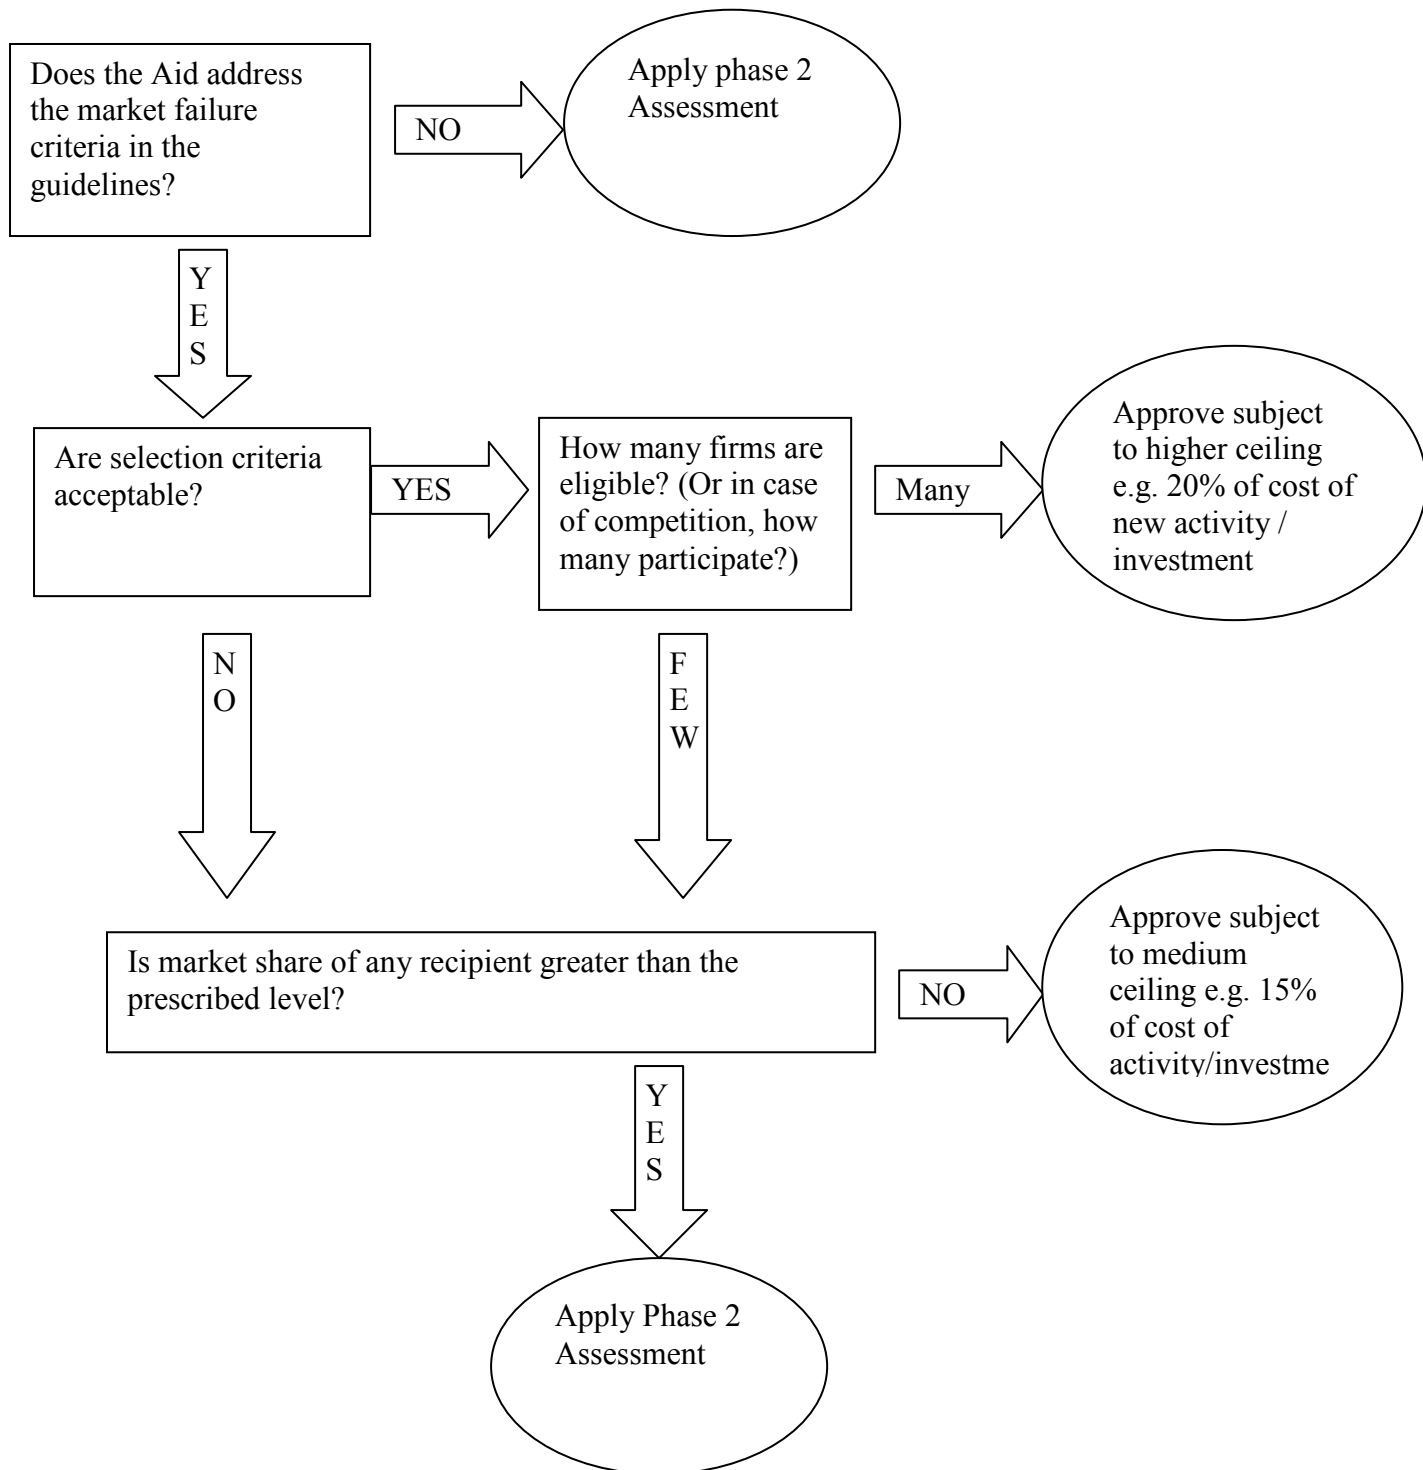 Does the Aid address
the market failure
criteria in the
guidelines?
NO
Apply phase 2
Assessment
Y
E
S
Are selection criteria
acceptable?
YES
How many firms are
eligible? (Or in case
of competition, how
many participate?)
Many
Approve subject
to higher ceiling
e.g. 20% of cost of
new activity /
investment
N
O
F
E
W
Is market share of any recipient greater than the
prescribed level?
NO
Approve subject
to medium
ceiling e.g. 15%
of cost of
activity/investme
Y
E
S
Apply Phase 2
Assessment